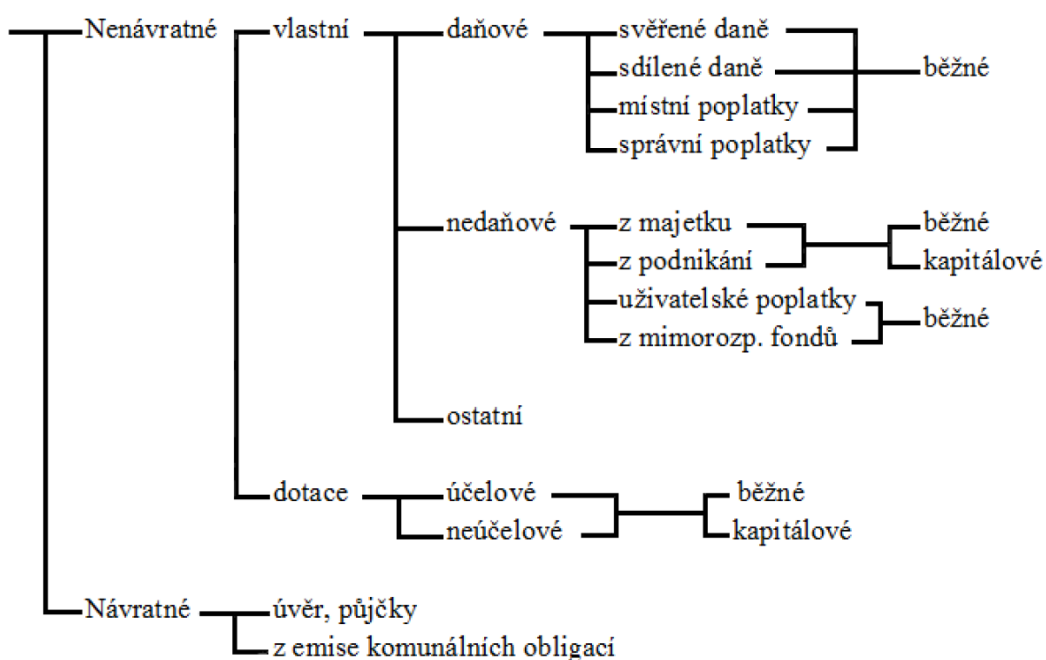 Nenávratné vlastní daňové svěřené daně
sdílené daně běžné
místní poplatky
správní poplatky
nedaňové z majetku běžné
z podnikání kapitálové
uživatelské poplatky
z mimorozp. fondů běžné
ostatní
dotace účelové běžné
neúčelové kapitálové
Návratné úvěr, půjčky
z emise komunálních obligací